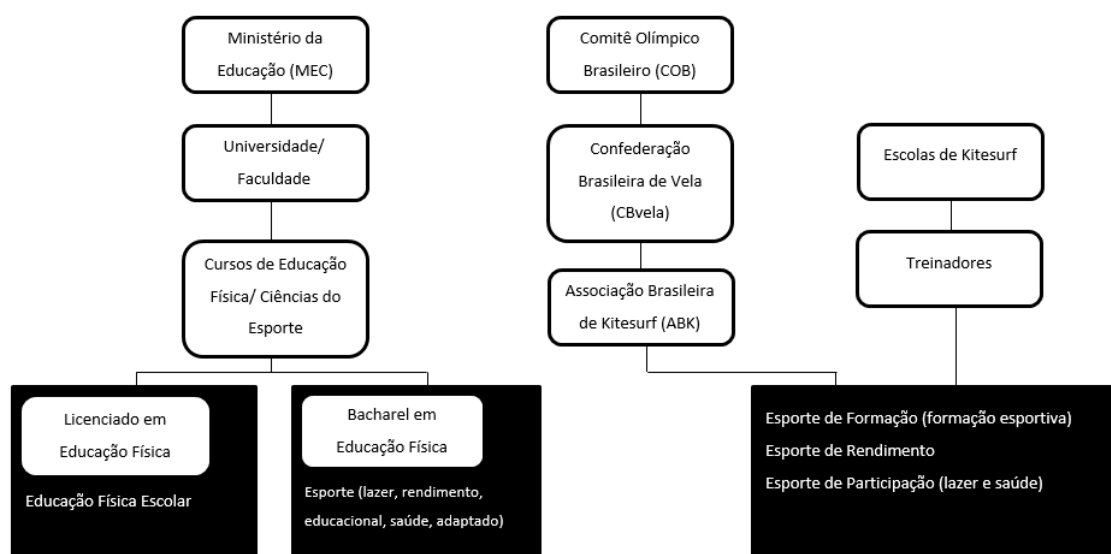 Ministério da
Educação (MEC)
Universidade/
Faculdade
Cursos de Educação
Física/ Ciências do
Esporte
Licenciado em
Educação Física
Educação Física Escolar
Bacharel em
Educação Física
Esporte (lazer, rendimento,
educacional, saúde, adaptado)
Comitê Olímpico
Brasileiro (COB)
Confederação
Brasileira de Vela
(CBvela)
Associação Brasileira
de Kitesurf (ABK)
Escolas de Kitesurf
Treinadores
Esporte de Formação (formação esportiva)
Esporte de Rendimento
Esporte de Participação (lazer e saúde)